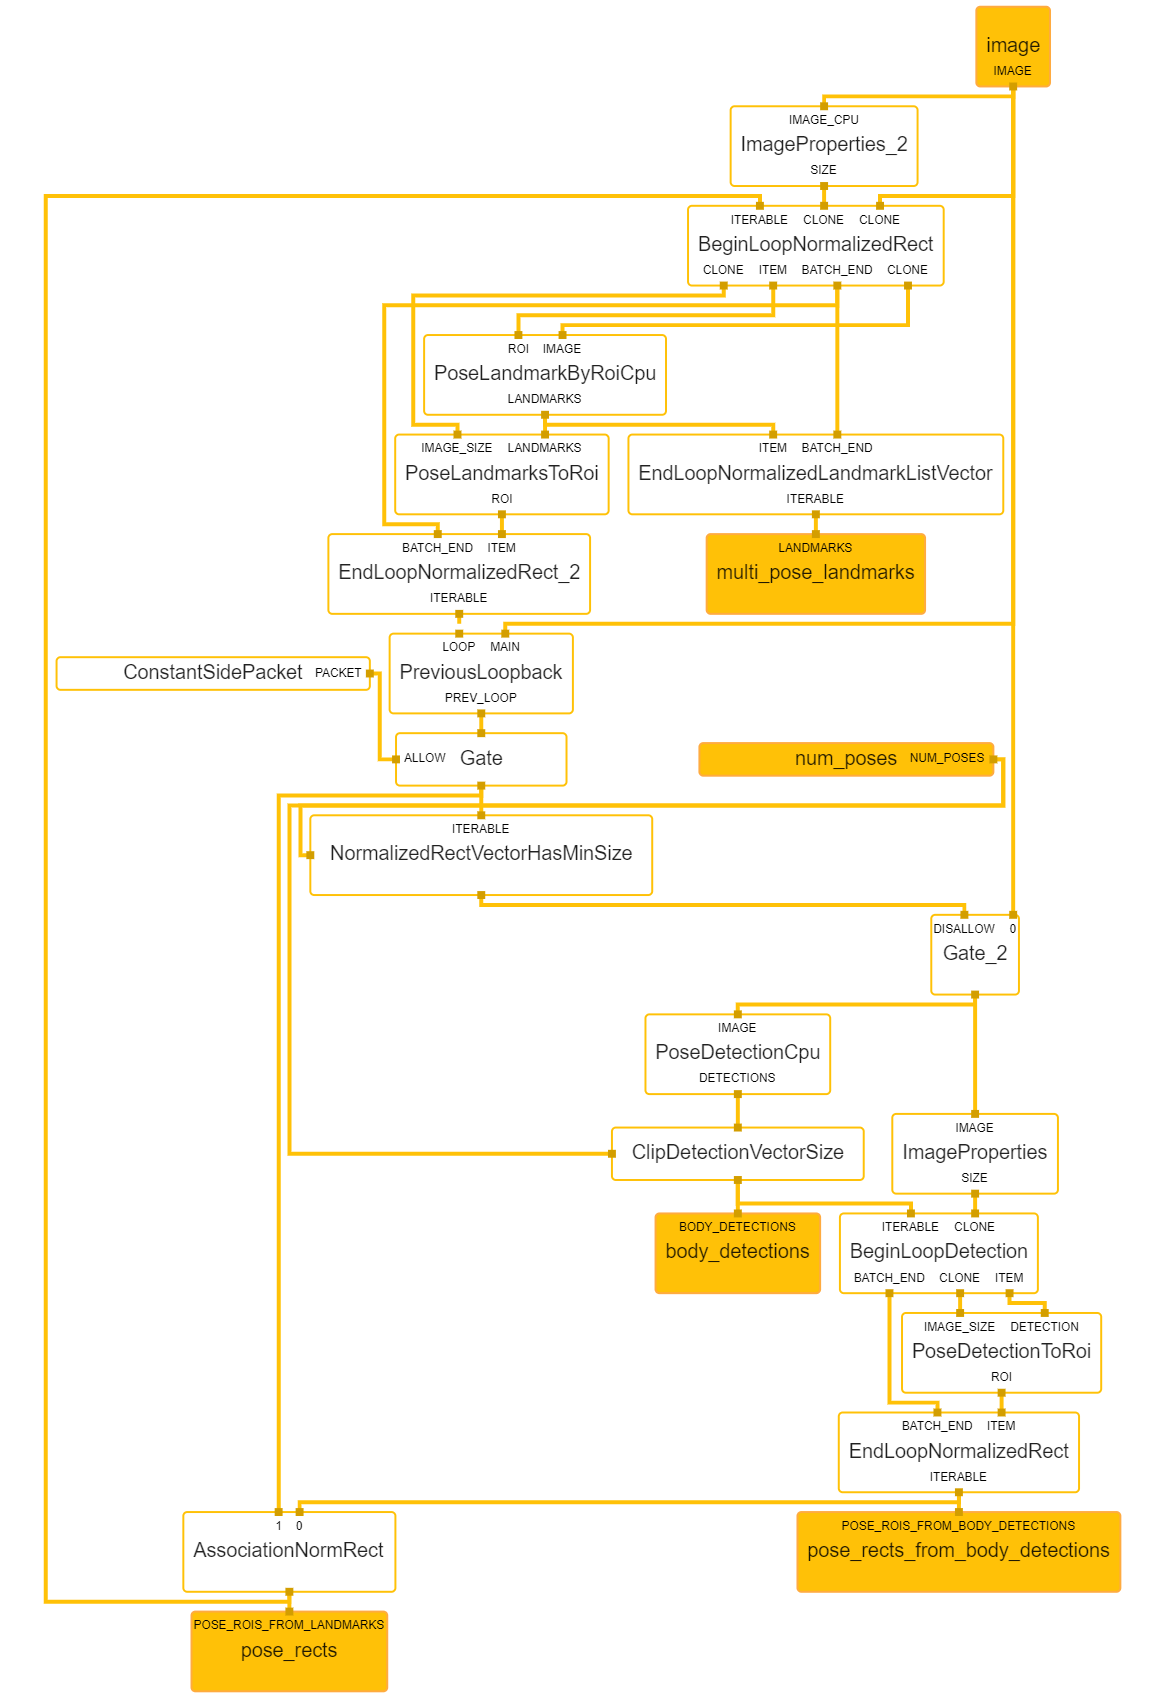 image
IMAGE
IMAGE_CPU
ImageProperties_2
SIZE
ITERABLE CLONE CLONE
BeginLoopNormalizedRect
CLONE ITEM BATCH_END CLONE
ROI IMAGE
PoseLandmarkByRoiCpu
LANDMARKS
IMAGE_SIZE LANDMARKS
PoseLandmarksToRoi
ROI
ITEM BATCH_END
EndLoopNormalizedLandmarkListVector
ITERABLE
BATCH_END ITEM
EndLoopNormalizedRect_2
ITERABLE
LANDMARKS
multi_pose_landmarks
ConstantSidePacket PACKET
LOOP MAIN
PreviousLoopback
PREV_LOOP
ALLOW Gate
num_poses NUM_POSES
ITERABLE
NormalizedRectVectorHasMinSize
DISALLOW 0
Gate_2
IMAGE
PoseDetectionCpu
DETECTIONS
ClipDetectionVectorSize
IMAGE
ImageProperties
SIZE
BODY_DETECTIONS
body_detections
ITERABLE CLONE
BeginLoopDetection
BATCH_END CLONE ITEM
IMAGE_SIZE DETECTION
PoseDetectionToRoi
ROI
BATCH_END ITEM
EndLoopNormalizedRect
ITERABLE
1 0
AssociationNormRect
POSE_ROIS_FROM_BODY_DETECTIONS
pose_rects_from_body_detections
POSE_ROIS_FROM_LANDMARKS
pose_rects